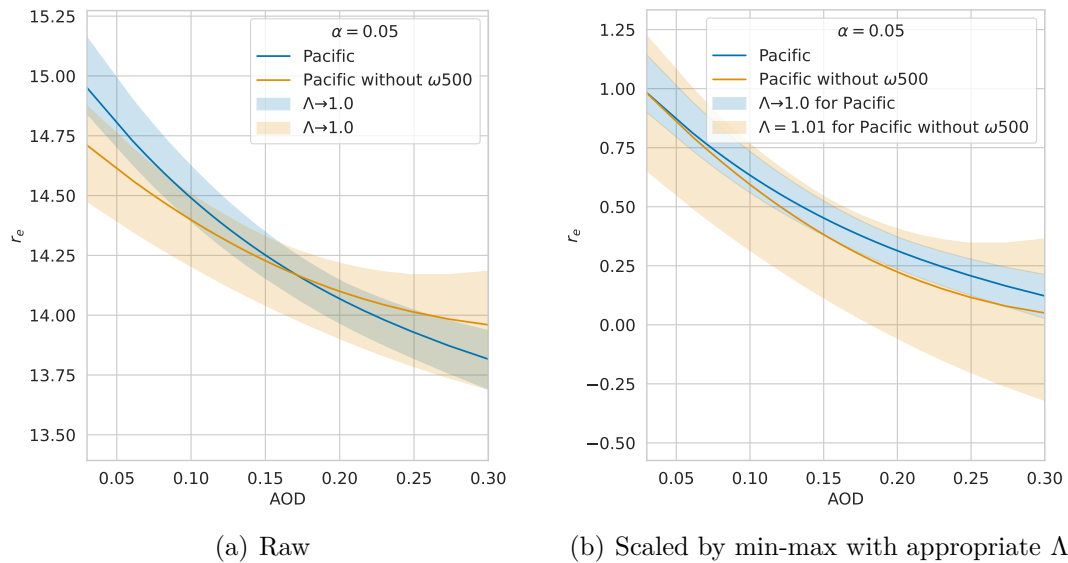 15.25
15.00
14.75
14.50
14.25
14.00
13.75
13.50
r_e
0.05 0.10 0.15 0.20 0.25 0.30
AOD
α = 0.05
Pacific
Pacific without ω500
Λ→1.0
Λ→1.0
(a) Raw
1.25
1.00
0.75
0.50
0.25
0.00
−0.25
−0.50
r_e
0.05 0.10 0.15 0.20 0.25 0.30
AOD
α = 0.05
Pacific
Pacific without ω500
Λ→1.0 for Pacific
Λ = 1.01 for Pacific without ω500
(b) Scaled by min-max with appropriate Λ